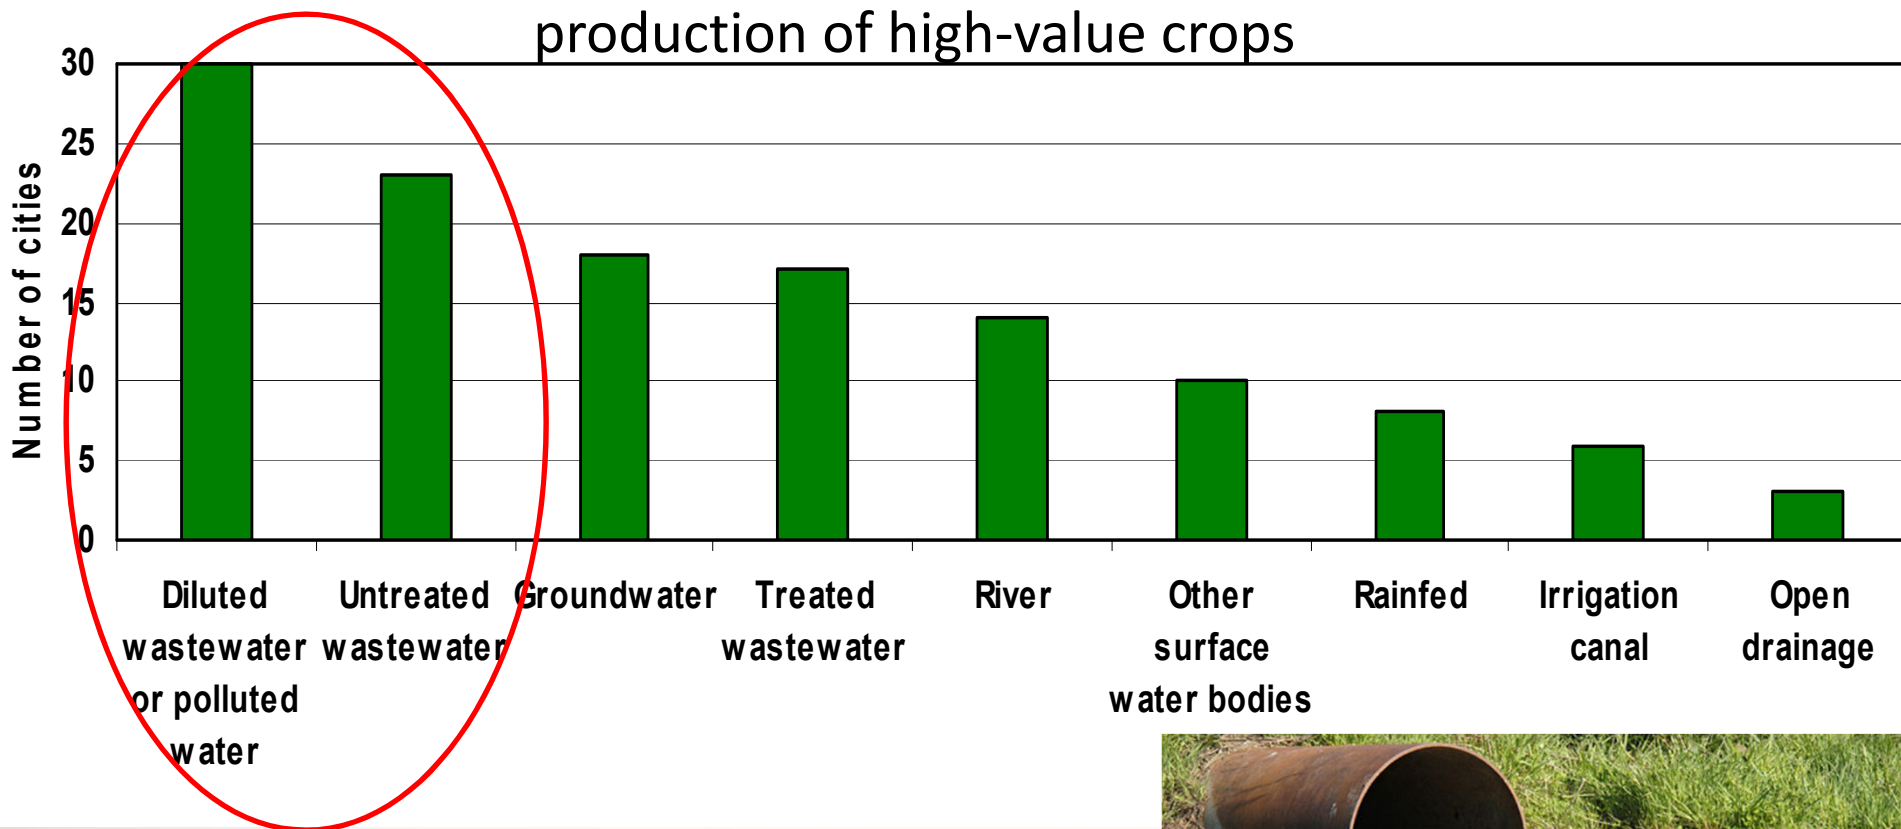 production of high-value crops
30
25
20
15
10
5
0
Number of cities
Diluted
wastewater
or polluted
water
Untreated
wastewater
Groundwater
Treated
wastewater
River
Other
surface
water bodies
Rainfed
Irrigation
canal
Open
drainage